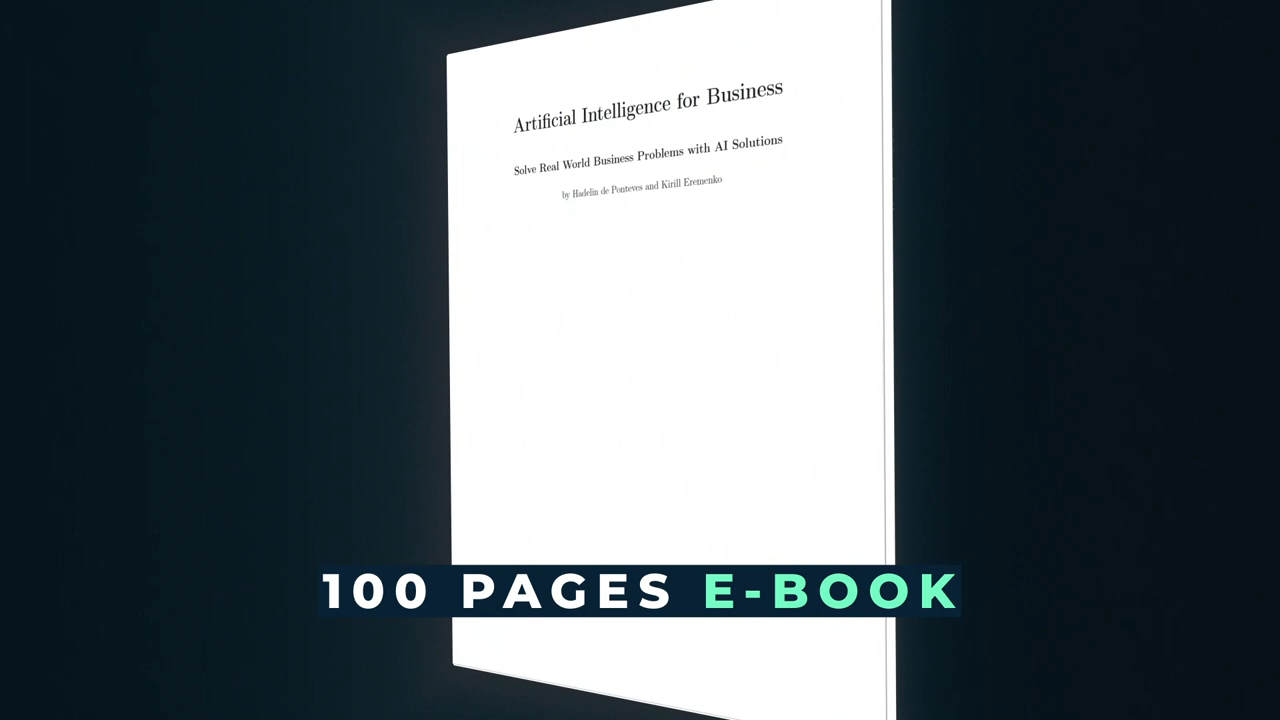 Artificial Intelligence for Business
Solve Real World Business Problems with AI Solutions
by Hadelin de Ponteves and Kirill Eremenko
100 PAGES E-BOOK